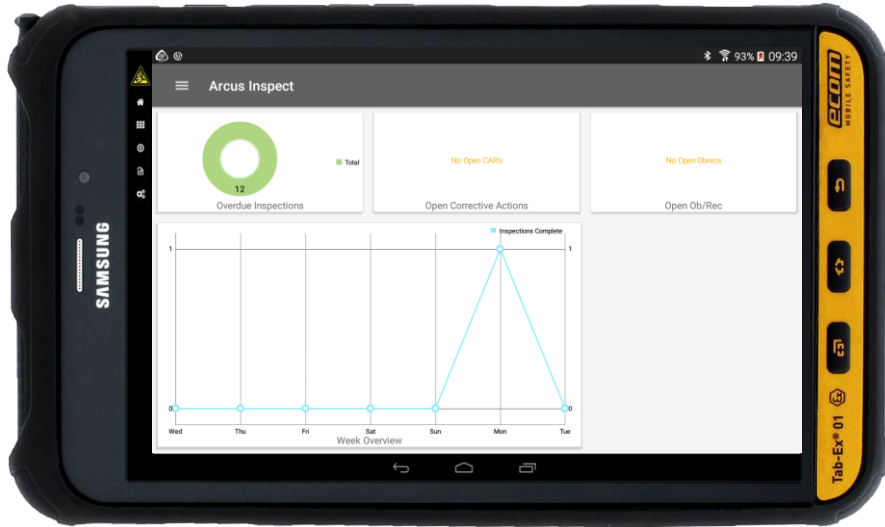 93% 09:39
Arcus Inspect
12
Total
Overdue Inspections
No Open CARs
Open Corrective Actions
No Open Obrecs
Open Ob/Rec
Inspections Complete
1 1
0 0
Wed Thu Fri Sat Sun Mon Tue
Week Overview
SAMSUNG
ecom
MOBILE SAFETY
Tab-Ex® 01 Ex